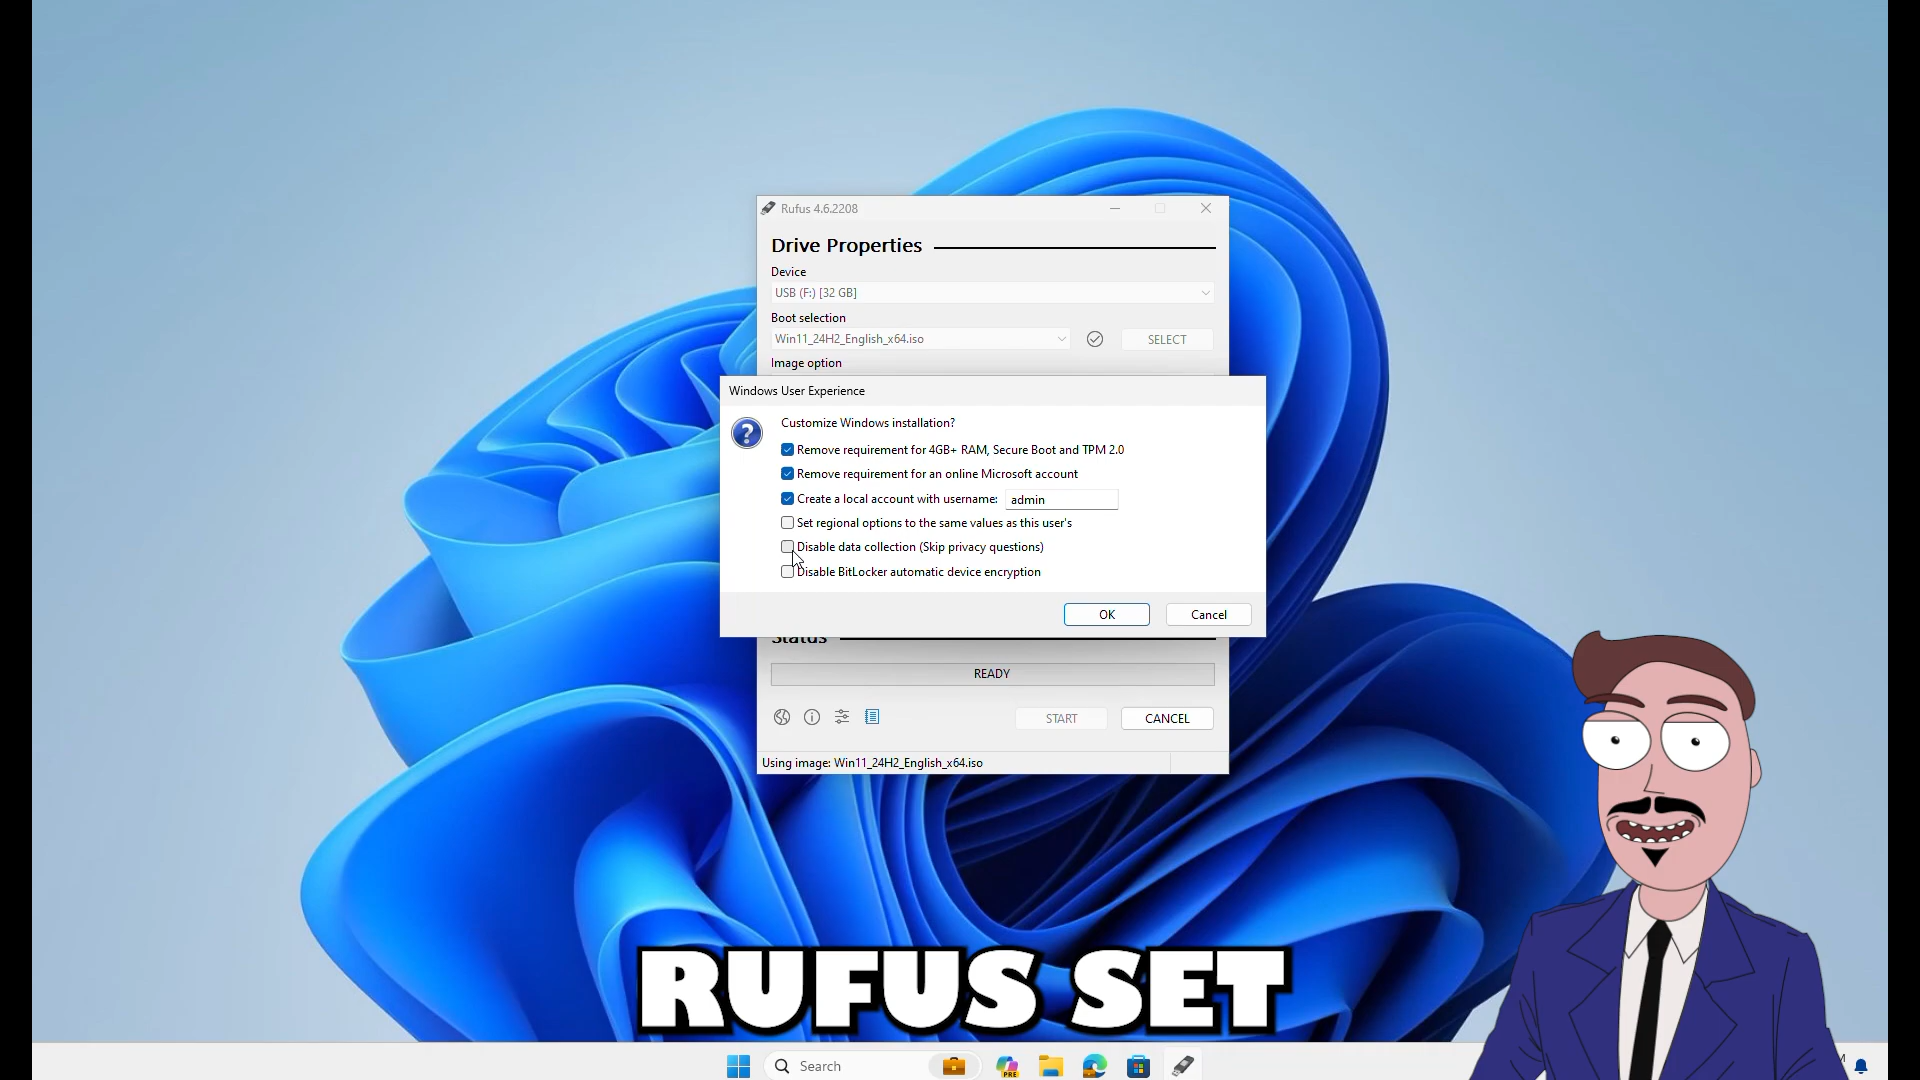 Rufus 4.6.2208
Drive Properties
Device
USB (F:) [32 GB]
Boot selection
Win11_24H2_English_x64.iso
SELECT
Image option
Windows User Experience
?
Customize Windows installation?
Remove requirement for 4GB+ RAM, Secure Boot and TPM 2.0
Remove requirement for an online Microsoft account
Create a local account with username: admin
Set regional options to the same values as this user's
Disable data collection (Skip privacy questions)
Disable BitLocker automatic device encryption
OK Cancel
Status
READY
START CANCEL
Using image: Win11_24H2_English_x64.iso
RUFUS SET
Search
PRE
M